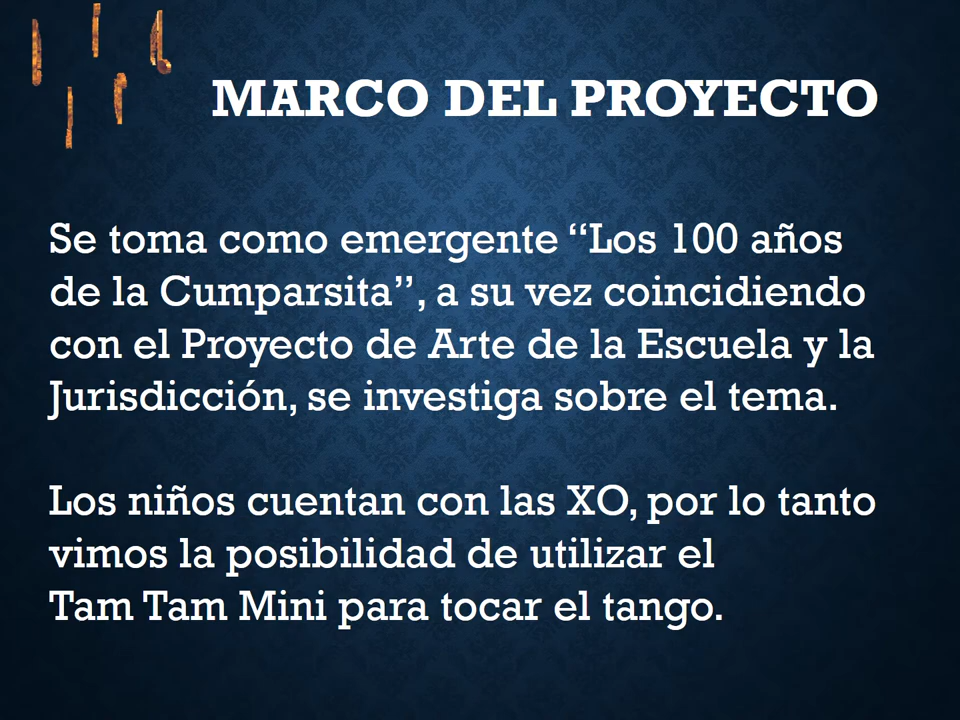 MARCO DEL PROYECTO
Se toma como emergente “Los 100 años
de la Cumparsita”, a su vez coincidiendo
con el Proyecto de Arte de la Escuela y la
Jurisdicción, se investiga sobre el tema.
Los niños cuentan con las XO, por lo tanto
vimos la posibilidad de utilizar el
Tam Tam Mini para tocar el tango.